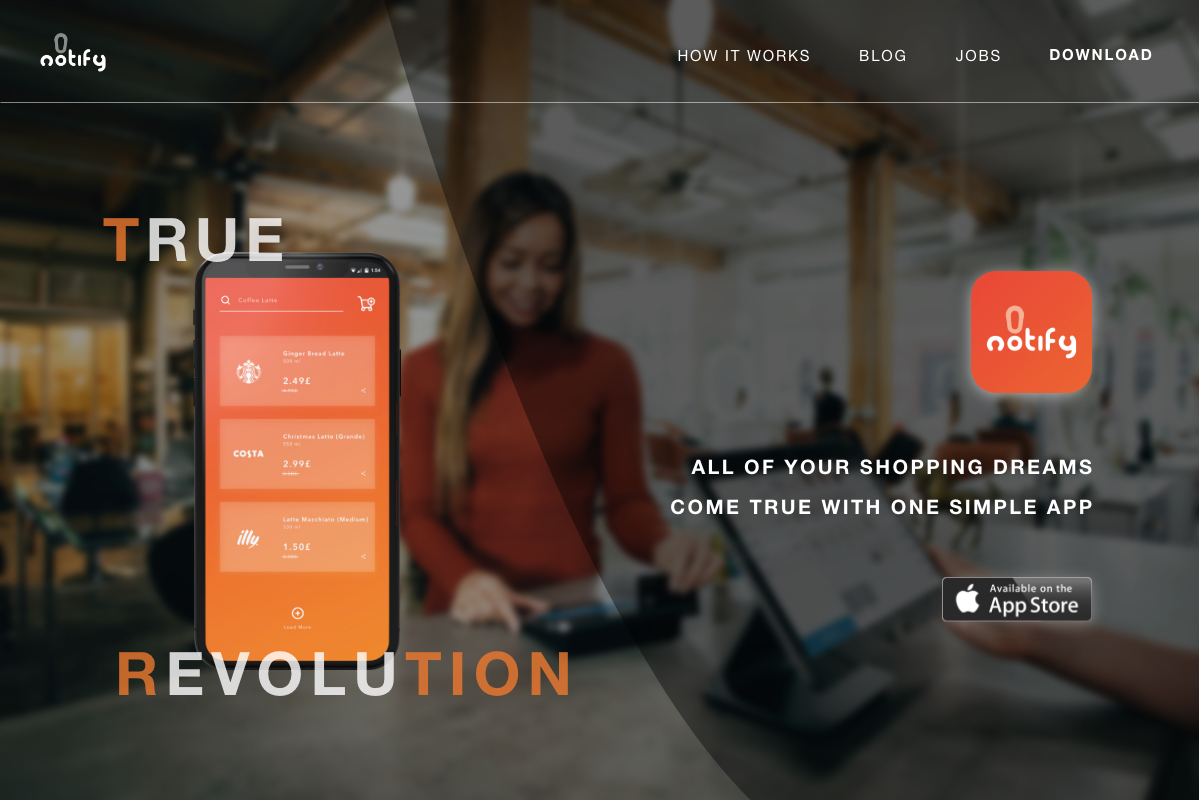 notify
HOW IT WORKS BLOG JOBS DOWNLOAD
TRUE
1:54
Coffee Latte
Ginger Bread Latte
2.49£
COSTA
Christmas Latte (Grande)
2.99£
illy
Latte Macchiato (Medium)
1.50£
Load More
REVOLUTION
notify
ALL OF YOUR SHOPPING DREAMS
COME TRUE WITH ONE SIMPLE APP
Available on the
App Store